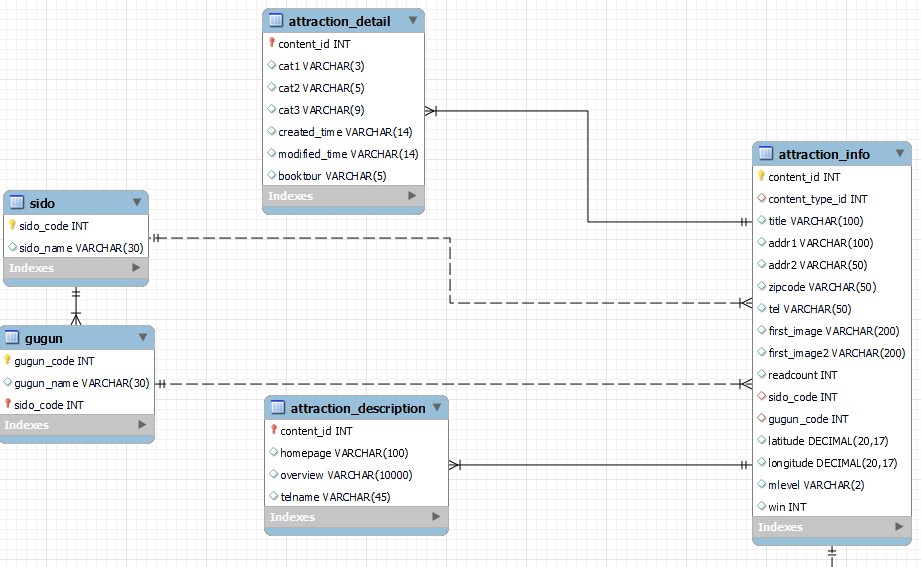 attraction_detail
content_id INT
cat1 VARCHAR(3)
cat2 VARCHAR(5)
cat3 VARCHAR(9)
created_time VARCHAR(14)
modified_time VARCHAR(14)
booktour VARCHAR(5)
Indexes
sido
sido_code INT
sido_name VARCHAR(30)
Indexes
gugun
gugun_code INT
gugun_name VARCHAR(30)
sido_code INT
Indexes
attraction_description
content_id INT
homepage VARCHAR(100)
overview VARCHAR(10000)
telname VARCHAR(45)
Indexes
attraction_info
content_id INT
content_type_id INT
title VARCHAR(100)
addr1 VARCHAR(100)
addr2 VARCHAR(50)
zipcode VARCHAR(50)
tel VARCHAR(50)
first_image VARCHAR(200)
first_image2 VARCHAR(200)
readcount INT
sido_code INT
gugun_code INT
latitude DECIMAL(20,17)
longitude DECIMAL(20,17)
mlevel VARCHAR(2)
win INT
Indexes